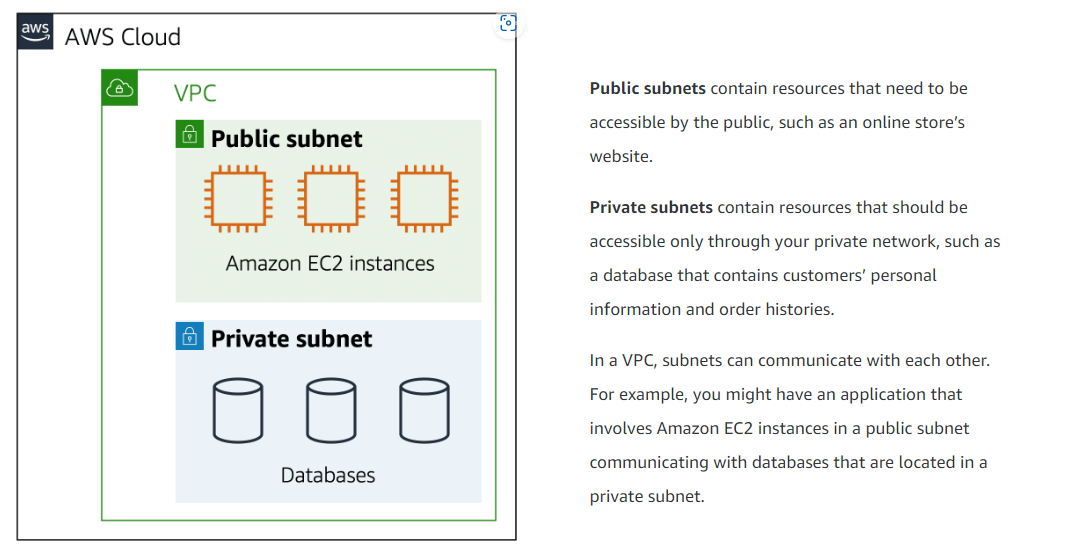 aws
AWS Cloud
VPC
Public subnet
Amazon EC2 instances
Private subnet
Databases
Public subnets contain resources that need to be
accessible by the public, such as an online store’s
website.
Private subnets contain resources that should be
accessible only through your private network, such as
a database that contains customers’ personal
information and order histories.
In a VPC, subnets can communicate with each other.
For example, you might have an application that
involves Amazon EC2 instances in a public subnet
communicating with databases that are located in a
private subnet.